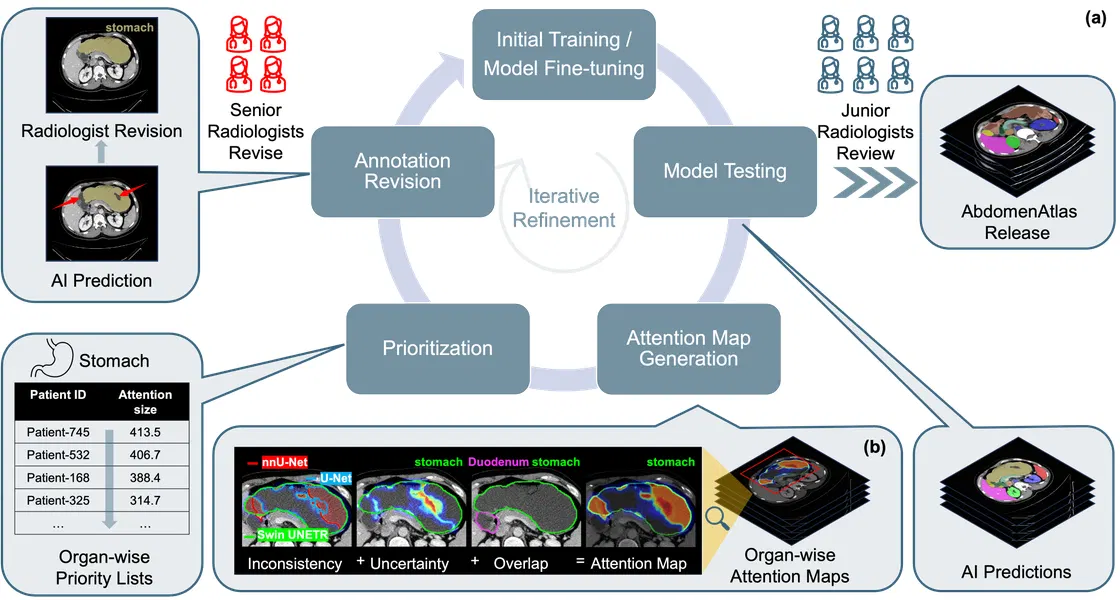 (a)
stomach
Radiologist Revision
AI Prediction
Senior
Radiologists
Revise
Initial Training /
Model Fine-tuning
Junior
Radiologists
Review
AbdomenAtlas
Release
Annotation
Revision
Model Testing
Iterative
Refinement
Prioritization
Attention Map
Generation
Stomach
Patient ID Attention size
Patient-745 413.5
Patient-532 406.7
Patient-168 388.4
Patient-325 314.7
... ...
Organ-wise
Priority Lists
(b)
nnU-Net
U-Net
Swin UNETR
stomach
Duodenum stomach
stomach
Inconsistency + Uncertainty + Overlap = Attention Map
Organ-wise
Attention Maps
AI Predictions